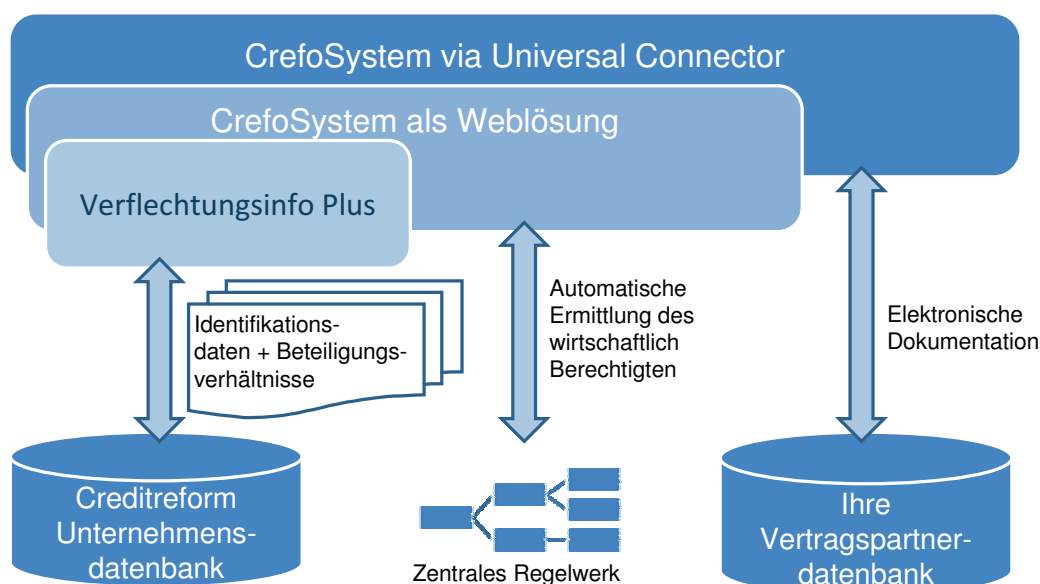 CrefoSystem via Universal Connector
CrefoSystem als Weblösung
Verflechtungsinfo Plus
Identifikations-
daten + Beteiligungs-
verhältnisse
Automatische
Ermittlung des
wirtschaftlich
Berechtigten
Elektronische
Dokumentation
Creditreform
Unternehmens-
datenbank
Zentrales Regelwerk
Ihre
Vertragspartner-
datenbank